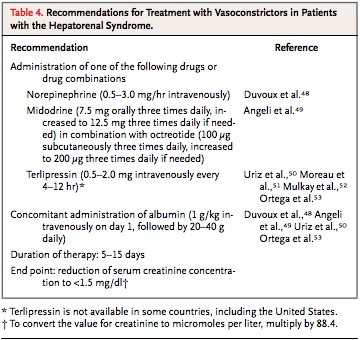 Table 4. Recommendations for Treatment with Vasoconstrictors in Patients
with the Hepatorenal Syndrome.
Recommendation Reference
Administration of one of the following drugs or
drug combinations
Norepinephrine (0.5–3.0 mg/hr intravenously) Duvoux et al.48
Midodrine (7.5 mg orally three times daily, in- Angeli et al.49
creased to 12.5 mg three times daily if need-
ed) in combination with octreotide (100 μg
subcutaneously three times daily, increased
to 200 μg three times daily if needed)
Terlipressin (0.5–2.0 mg intravenously every Uriz et al.,50 Moreau et
4–12 hr)* al.,51 Mulkay et al.,52
Ortega et al.53
Concomitant administration of albumin (1 g/kg in- Duvoux et al.,48 Angeli
travenously on day 1, followed by 20–40 g et al.,49 Uriz et al.,50
daily) Ortega et al.53
Duration of therapy: 5–15 days
End point: reduction of serum creatinine concentra-
tion to <1.5 mg/dl†
* Terlipressin is not available in some countries, including the United States.
† To convert the value for creatinine to micromoles per liter, multiply by 88.4.